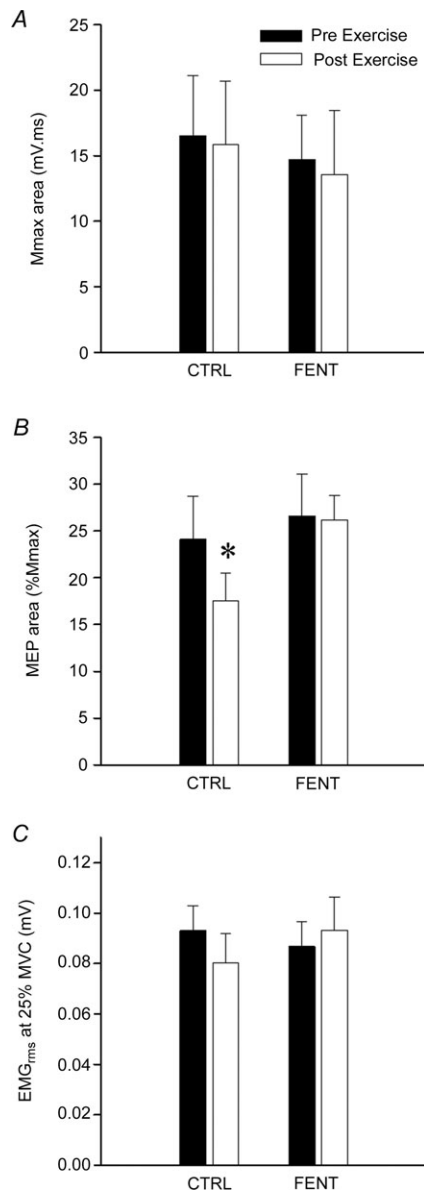 A
Pre Exercise
Post Exercise
25
20
15
10
5
0
Mmax area (mV.ms)
CTRL FENT
B
35
30
25
20
15
10
5
0
MEP area (%Mmax)
*
CTRL FENT
C
0.12
0.10
0.08
0.06
0.04
0.02
0.00
EMGrms at 25% MVC (mV)
CTRL FENT